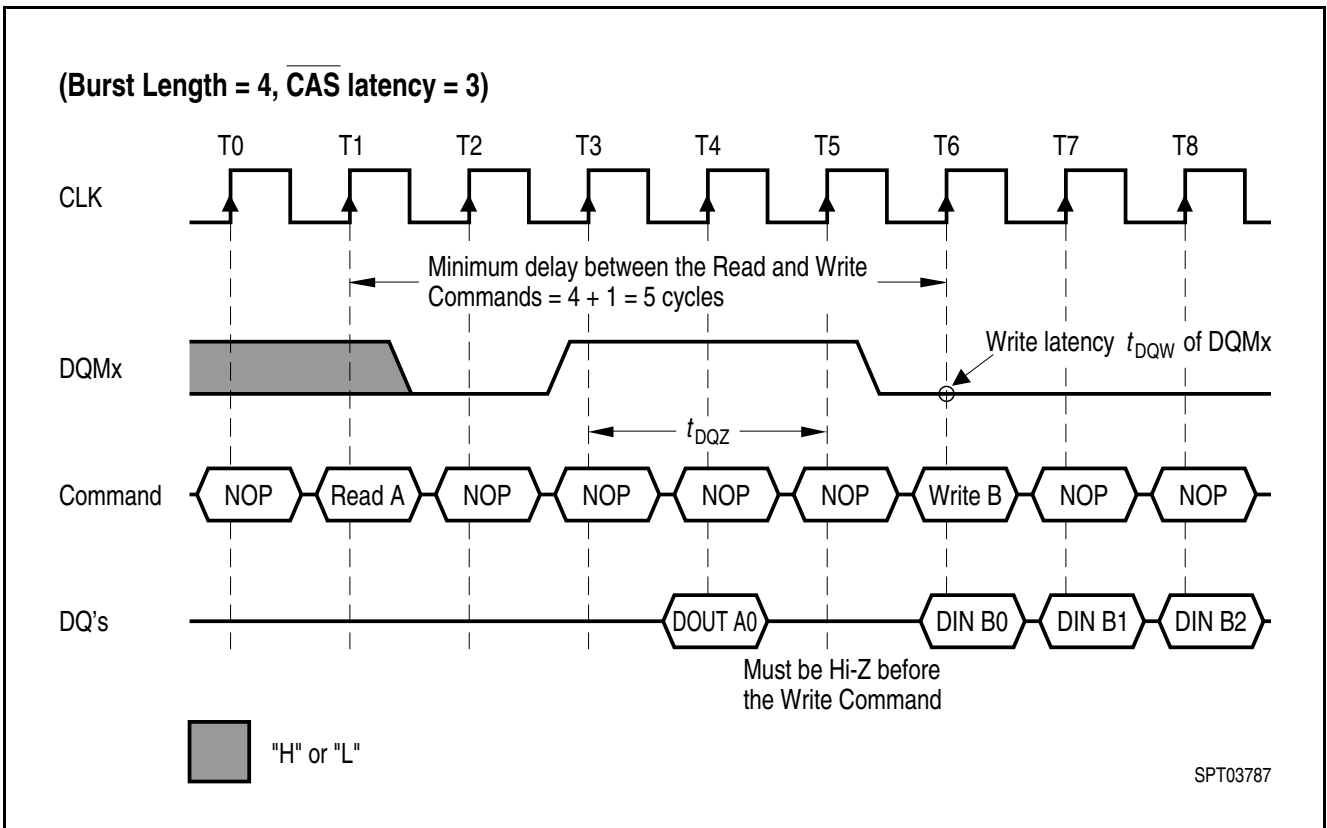 (Burst Length = 4, CAS latency = 3)
T0 T1 T2 T3 T4 T5 T6 T7 T8
CLK
Minimum delay between the Read and Write
Commands = 4 + 1 = 5 cycles
Write latency tDQW of DQMx
DQMx
tDQZ
Command NOP Read A NOP NOP NOP NOP Write B NOP NOP
DQ's DOUT A0 DIN B0 DIN B1 DIN B2
Must be Hi-Z before
the Write Command
"H" or "L"
SPT03787